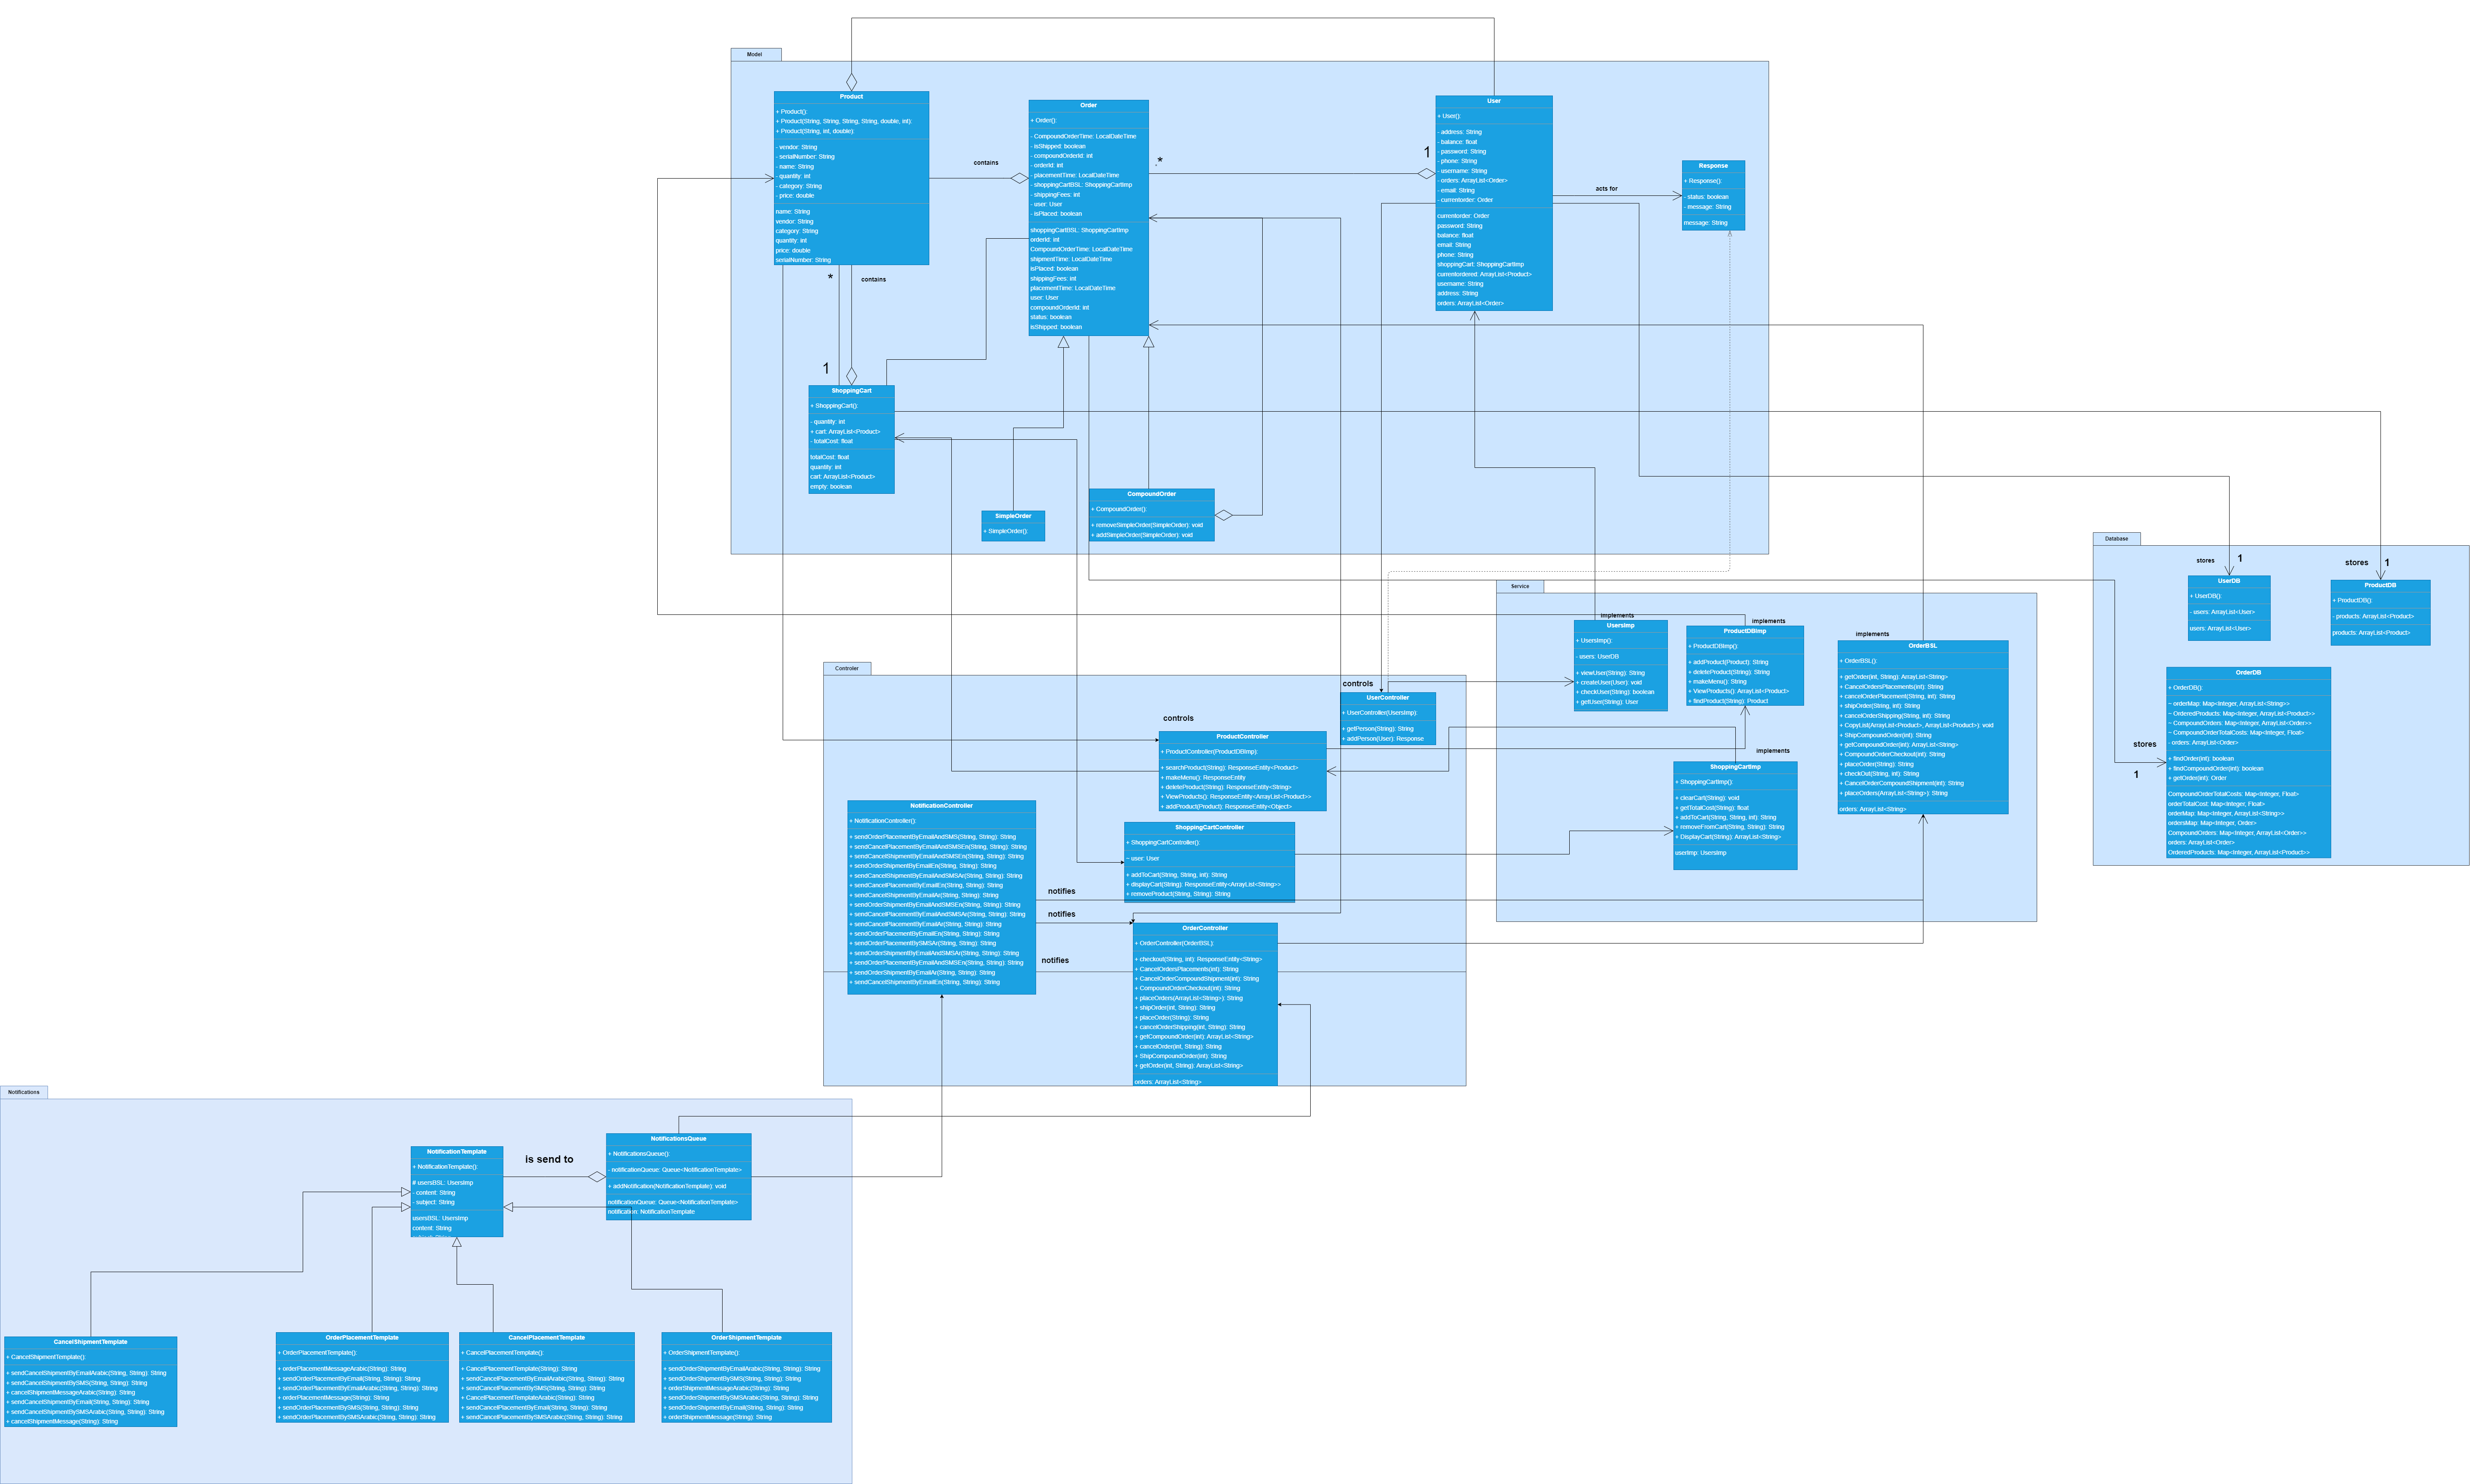 Model
Product
+ Product():
+ Product(String, String, String, String, double, int):
+ Product(String, int, double):
- vendor: String
- serialNumber: String
- name: String
- quantity: int
- category: String
- price: double
name: String
vendor: String
category: String
quantity: int
price: double
serialNumber: String
contains
Order
+ Order():
- CompoundOrderTime: LocalDateTime
- isShipped: boolean
- compoundOrderId: int
- orderId: int
- placementTime: LocalDateTime
- shoppingCartBSL: ShoppingCartImp
- shippingFees: int
- user: User
- isPlaced: boolean
shoppingCartBSL: ShoppingCartImp
orderId: int
CompoundOrderTime: LocalDateTime
shipmentTime: LocalDateTime
isPlaced: boolean
shippingFees: int
placementTime: LocalDateTime
user: User
compoundOrderId: int
status: boolean
isShipped: boolean
.*
1
User
+ User():
- address: String
- balance: float
- password: String
- phone: String
- username: String
- orders: ArrayList<Order>
- email: String
- currentorder: Order
currentorder: Order
password: String
balance: float
email: String
phone: String
shoppingCart: ShoppingCartImp
currentordered: ArrayList<Product>
username: String
address: String
orders: ArrayList<Order>
acts for
Response
+ Response():
- status: boolean
- message: String
message: String
*
contains
1
ShoppingCart
+ ShoppingCart():
- quantity: int
+ cart: ArrayList<Product>
- totalCost: float
totalCost: float
quantity: int
cart: ArrayList<Product>
empty: boolean
SimpleOrder
+ SimpleOrder():
CompoundOrder
+ CompoundOrder():
+ removeSimpleOrder(SimpleOrder): void
+ addSimpleOrder(SimpleOrder): void
Database
stores
1
UserDB
+ UserDB():
- users: ArrayList<User>
users: ArrayList<User>
stores
1
ProductDB
+ ProductDB():
- products: ArrayList<Product>
products: ArrayList<Product>
stores
1
OrderDB
+ OrderDB():
~ orderMap: Map<Integer, ArrayList<String>>
~ OrderedProducts: Map<Integer, ArrayList<Product>>
~ CompoundOrders: Map<Integer, ArrayList<Order>>
~ CompoundOrderTotalCosts: Map<Integer, Float>
- orders: ArrayList<Order>
+ findOrder(int): boolean
+ findCompoundOrder(int): boolean
+ getOrder(int): Order
CompoundOrderTotalCosts: Map<Integer, Float>
orderTotalCost: Map<Integer, Float>
orderMap: Map<Integer, ArrayList<String>>
ordersMap: Map<Integer, Order>
CompoundOrders: Map<Integer, ArrayList<Order>>
orders: ArrayList<Order>
OrderedProducts: Map<Integer, ArrayList<Product>>
Service
implements
UsersImp
+ UsersImp():
- users: UserDB
+ viewUser(String): String
+ createUser(User): void
+ checkUser(String): boolean
+ getUser(String): User
implements
ProductDBImp
+ ProductDBImp():
+ addProduct(Product): String
+ deleteProduct(String): String
+ makeMenu(): String
+ ViewProducts(): ArrayList<Product>
+ findProduct(String): Product
implements
OrderBSL
+ OrderBSL():
+ getOrder(int, String): ArrayList<String>
+ CancelOrdersPlacements(int): String
+ cancelOrderPlacement(String, int): String
+ shipOrder(String, int): String
+ cancelOrderShipping(String, int): String
+ CopyList(ArrayList<Product>, ArrayList<Product>): void
+ ShipCompoundOrder(int): String
+ getCompoundOrder(int): ArrayList<String>
+ CompoundOrderCheckout(int): String
+ placeOrder(String): String
+ checkOut(String, int): String
+ CancelOrderCompoundShipment(int): String
+ placeOrders(ArrayList<String>): String
orders: ArrayList<String>
implements
ShoppingCartImp
+ ShoppingCartImp():
+ clearCart(String): void
+ getTotalCost(String): float
+ addToCart(String, String, int): String
+ removeFromCart(String, String): String
+ DisplayCart(String): ArrayList<String>
userImp: UsersImp
Controller
controls
UserController
+ UserController(UsersImp):
+ getPerson(String): String
+ addPerson(User): Response
controls
ProductController
+ ProductController(ProductDBImp):
+ searchProduct(String): ResponseEntity<Product>
+ makeMenu(): ResponseEntity
+ deleteProduct(String): ResponseEntity<String>
+ ViewProducts(): ResponseEntity<ArrayList<Product>>
+ addProduct(Product): ResponseEntity<Object>
NotificationController
+ NotificationController():
+ sendOrderPlacementByEmailAndSMS(String, String): String
+ sendCancelPlacementByEmailAndSMSEn(String, String): String
+ sendCancelShipmentByEmailAndSMSEn(String, String): String
+ sendOrderShipmentByEmailEn(String, String): String
+ sendCancelShipmentByEmailAndSMSAr(String, String): String
+ sendCancelPlacementByEmailEn(String, String): String
+ sendCancelShipmentByEmailAr(String, String): String
+ sendOrderShipmentByEmailAndSMSEn(String, String): String
+ sendCancelPlacementByEmailAndSMSAr(String, String): String
+ sendCancelPlacementByEmailAr(String, String): String
+ sendOrderPlacementByEmailEn(String, String): String
+ sendOrderPlacementBySMSAr(String, String): String
+ sendOrderShipmentByEmailAndSMSAr(String, String): String
+ sendOrderPlacementByEmailAndSMSEn(String, String): String
+ sendOrderShipmentByEmailAr(String, String): String
+ sendCancelShipmentByEmailEn(String, String): String
ShoppingCartController
+ ShoppingCartController():
~ user: User
+ addToCart(String, String, int): String
+ displayCart(String): ResponseEntity<ArrayList<String>>
+ removeProduct(String, String): String
notifies
notifies
notifies
OrderController
+ OrderController(OrderBSL):
+ checkout(String, int): ResponseEntity<String>
+ CancelOrdersPlacements(int): String
+ CancelOrderCompoundShipment(int): String
+ CompoundOrderCheckout(int): String
+ placeOrders(ArrayList<String>): String
+ shipOrder(int, String): String
+ placeOrder(String): String
+ cancelOrderShipping(int, String): String
+ getCompoundOrder(int): ArrayList<String>
+ cancelOrder(int, String): String
+ ShipCompoundOrder(int): String
+ getOrder(int, String): ArrayList<String>
orders: ArrayList<String>
Notifications
NotificationTemplate
+ NotificationTemplate():
# usersBSL: UsersImp
- content: String
- subject: String
usersBSL: UsersImp
content: String
is send to
NotificationsQueue
+ NotificationsQueue():
- notificationQueue: Queue<NotificationTemplate>
+ addNotification(NotificationTemplate): void
notificationQueue: Queue<NotificationTemplate>
notification: NotificationTemplate
CancelShipmentTemplate
+ CancelShipmentTemplate():
+ sendCancelShipmentByEmailArabic(String, String): String
+ sendCancelShipmentBySMS(String, String): String
+ cancelShipmentMessageArabic(String): String
+ sendCancelShipmentByEmail(String, String): String
+ sendCancelShipmentBySMSArabic(String, String): String
+ cancelShipmentMessage(String): String
OrderPlacementTemplate
+ OrderPlacementTemplate():
+ orderPlacementMessageArabic(String): String
+ sendOrderPlacementByEmail(String, String): String
+ sendOrderPlacementByEmailArabic(String, String): String
+ orderPlacementMessage(String): String
+ sendOrderPlacementBySMS(String, String): String
+ sendOrderPlacementBySMSArabic(String, String): String
CancelPlacementTemplate
+ CancelPlacementTemplate():
+ CancelPlacementTemplate(String): String
+ sendCancelPlacementByEmailArabic(String, String): String
+ sendCancelPlacementBySMS(String, String): String
+ CancelPlacementTemplateArabic(String): String
+ sendCancelPlacementByEmail(String, String): String
+ sendCancelPlacementBySMSArabic(String, String): String
OrderShipmentTemplate
+ OrderShipmentTemplate():
+ sendOrderShipmentByEmailArabic(String, String): String
+ sendOrderShipmentBySMS(String, String): String
+ orderShipmentMessageArabic(String): String
+ sendOrderShipmentBySMSArabic(String, String): String
+ sendOrderShipmentByEmail(String, String): String
+ orderShipmentMessage(String): String